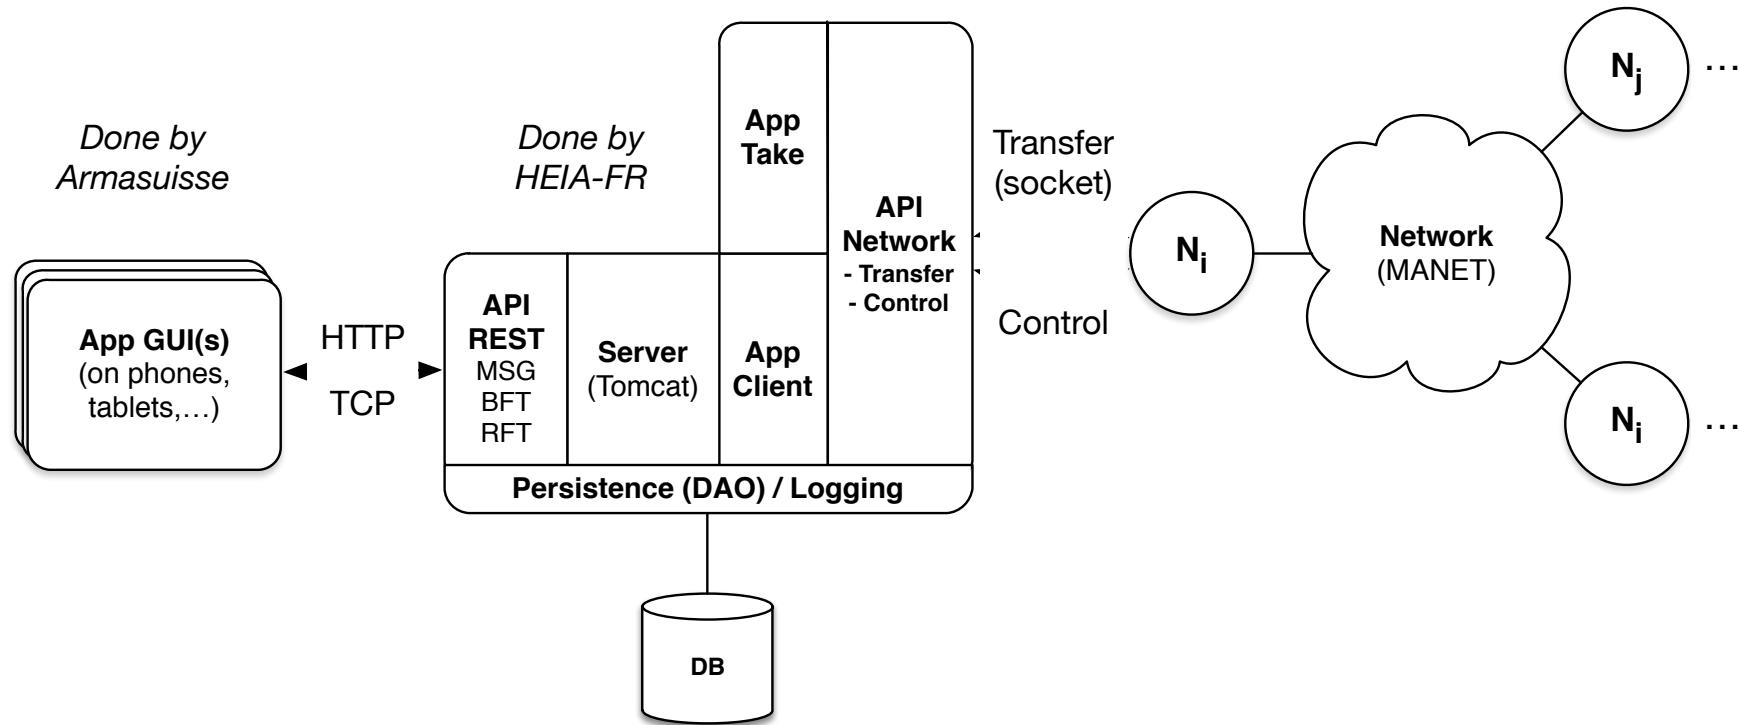 Done by
Armasuisse
App GUI(s)
(on phones,
tablets,…)
HTTP
TCP
Done by
HEIA-FR
API
REST
MSG
BFT
RFT
Server
(Tomcat)
App
Take
App
Client
API
Network
- Transfer
- Control
Persistence (DAO) / Logging
DB
Transfer
(socket)
Control
Ni
Network
(MANET)
Nj ...
Ni ...